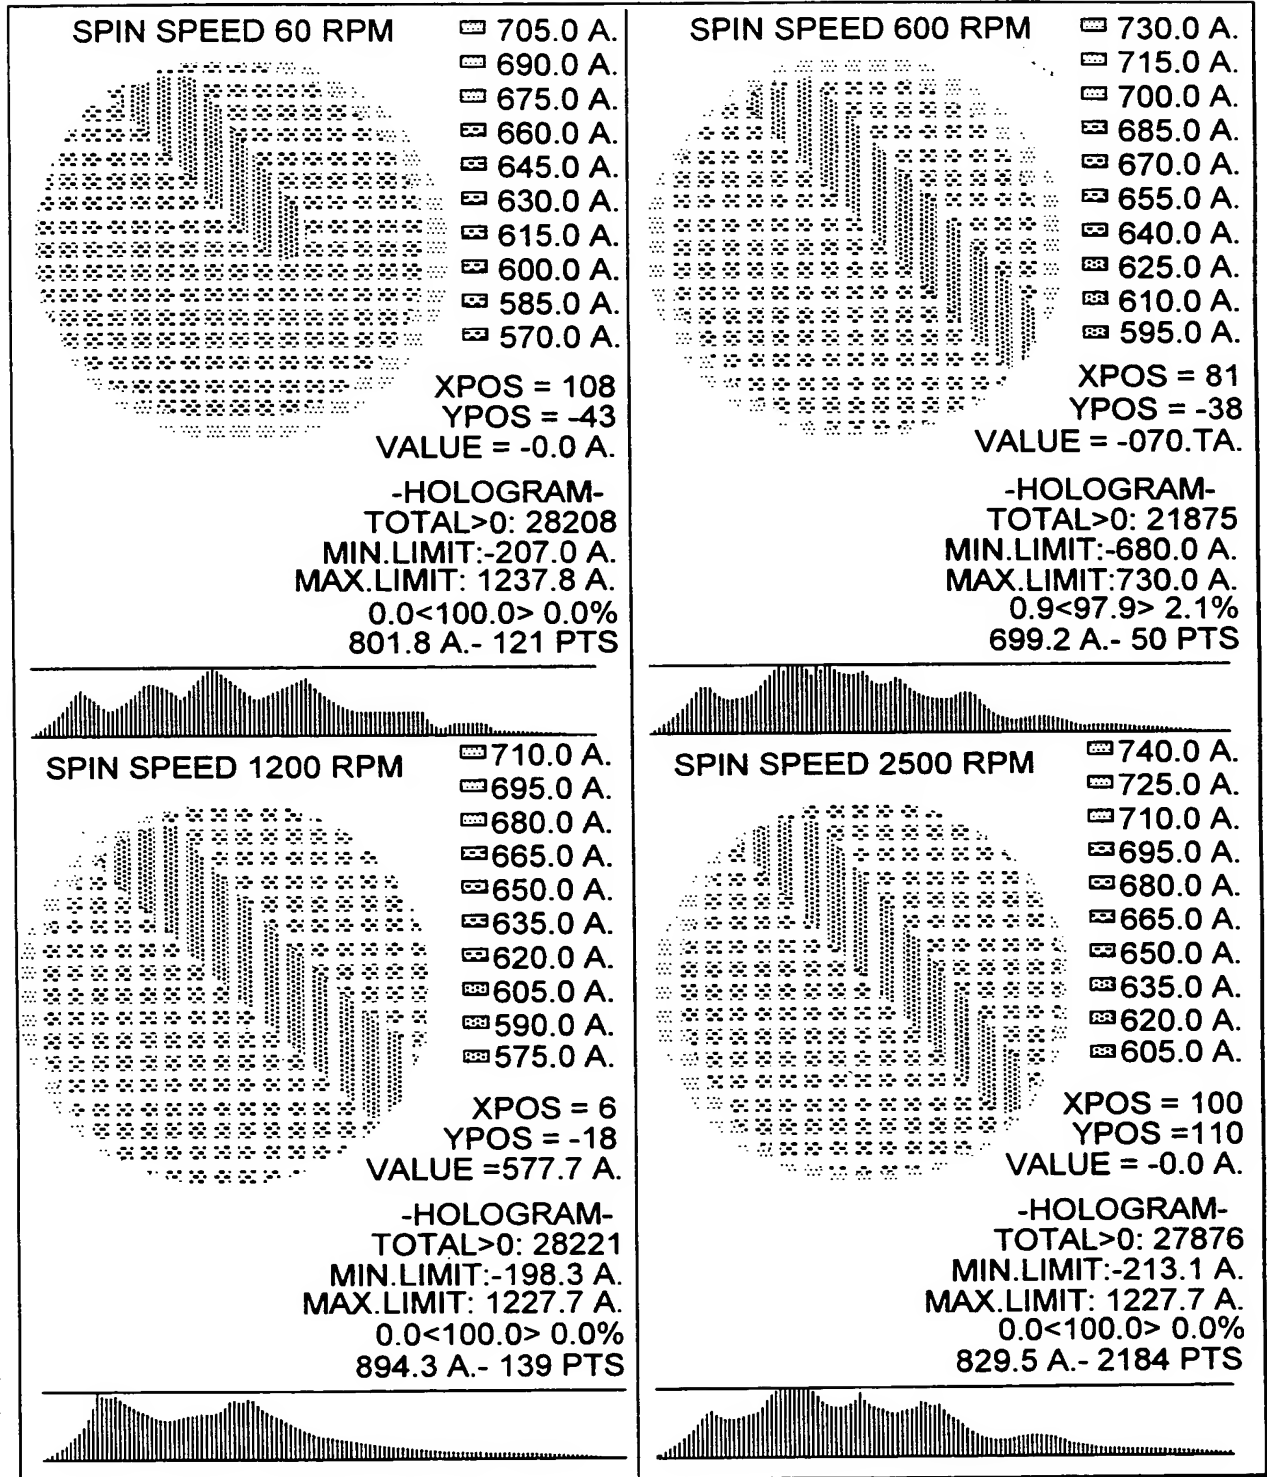 SPIN SPEED 60 RPM
705.0 A.
690.0 A.
675.0 A.
660.0 A.
645.0 A.
630.0 A.
615.0 A.
600.0 A.
585.0 A.
570.0 A.
XPOS = 108
YPOS = -43
VALUE = -0.0 A.
-HOLOGRAM-
TOTAL>0: 28208
MIN.LIMIT:-207.0 A.
MAX.LIMIT: 1237.8 A.
0.0<100.0> 0.0%
801.8 A.- 121 PTS
SPIN SPEED 600 RPM
730.0 A.
715.0 A.
700.0 A.
685.0 A.
670.0 A.
655.0 A.
640.0 A.
625.0 A.
610.0 A.
595.0 A.
XPOS = 81
YPOS = -38
VALUE = -070.TA.
-HOLOGRAM-
TOTAL>0: 21875
MIN.LIMIT:-680.0 A.
MAX.LIMIT:730.0 A.
0.9<97.9> 2.1%
699.2 A.- 50 PTS
SPIN SPEED 1200 RPM
710.0 A.
695.0 A.
680.0 A.
665.0 A.
650.0 A.
635.0 A.
620.0 A.
605.0 A.
590.0 A.
575.0 A.
XPOS = 6
YPOS = -18
VALUE =577.7 A.
-HOLOGRAM-
TOTAL>0: 28221
MIN.LIMIT:-198.3 A.
MAX.LIMIT: 1227.7 A.
0.0<100.0> 0.0%
894.3 A.- 139 PTS
SPIN SPEED 2500 RPM
740.0 A.
725.0 A.
710.0 A.
695.0 A.
680.0 A.
665.0 A.
650.0 A.
635.0 A.
620.0 A.
605.0 A.
XPOS = 100
YPOS =110
VALUE = -0.0 A.
-HOLOGRAM-
TOTAL>0: 27876
MIN.LIMIT:-213.1 A.
MAX.LIMIT: 1227.7 A.
0.0<100.0> 0.0%
829.5 A.- 2184 PTS